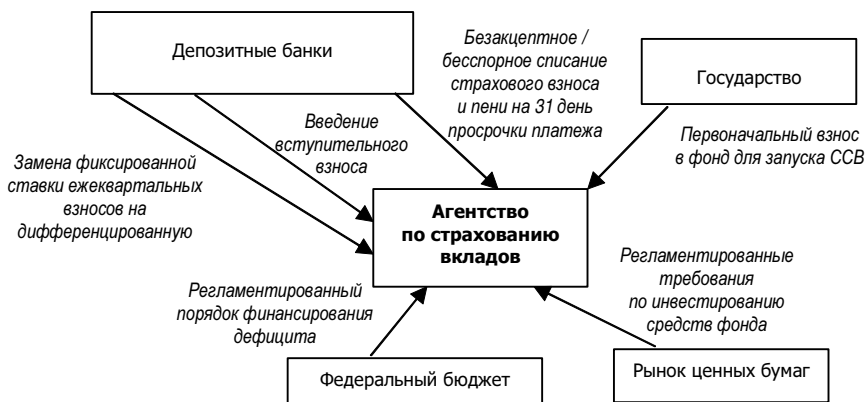 Депозитные банки
Безакцептное /
бесспорное списание
страхового взноса
и пени на 31 день
просрочки платежа
Государство
Введение
вступительного
взноса
Первоначальный взнос
в фонд для запуска ССВ
Замена фиксированной
ставки ежеквартальных
взносов на
дифференцированную
Агентство
по страхованию
вкладов
Регламентированный
порядок финансирования
дефицита
Регламентированные
требования
по инвестированию
средств фонда
Федеральный бюджет
Рынок ценных бумаг